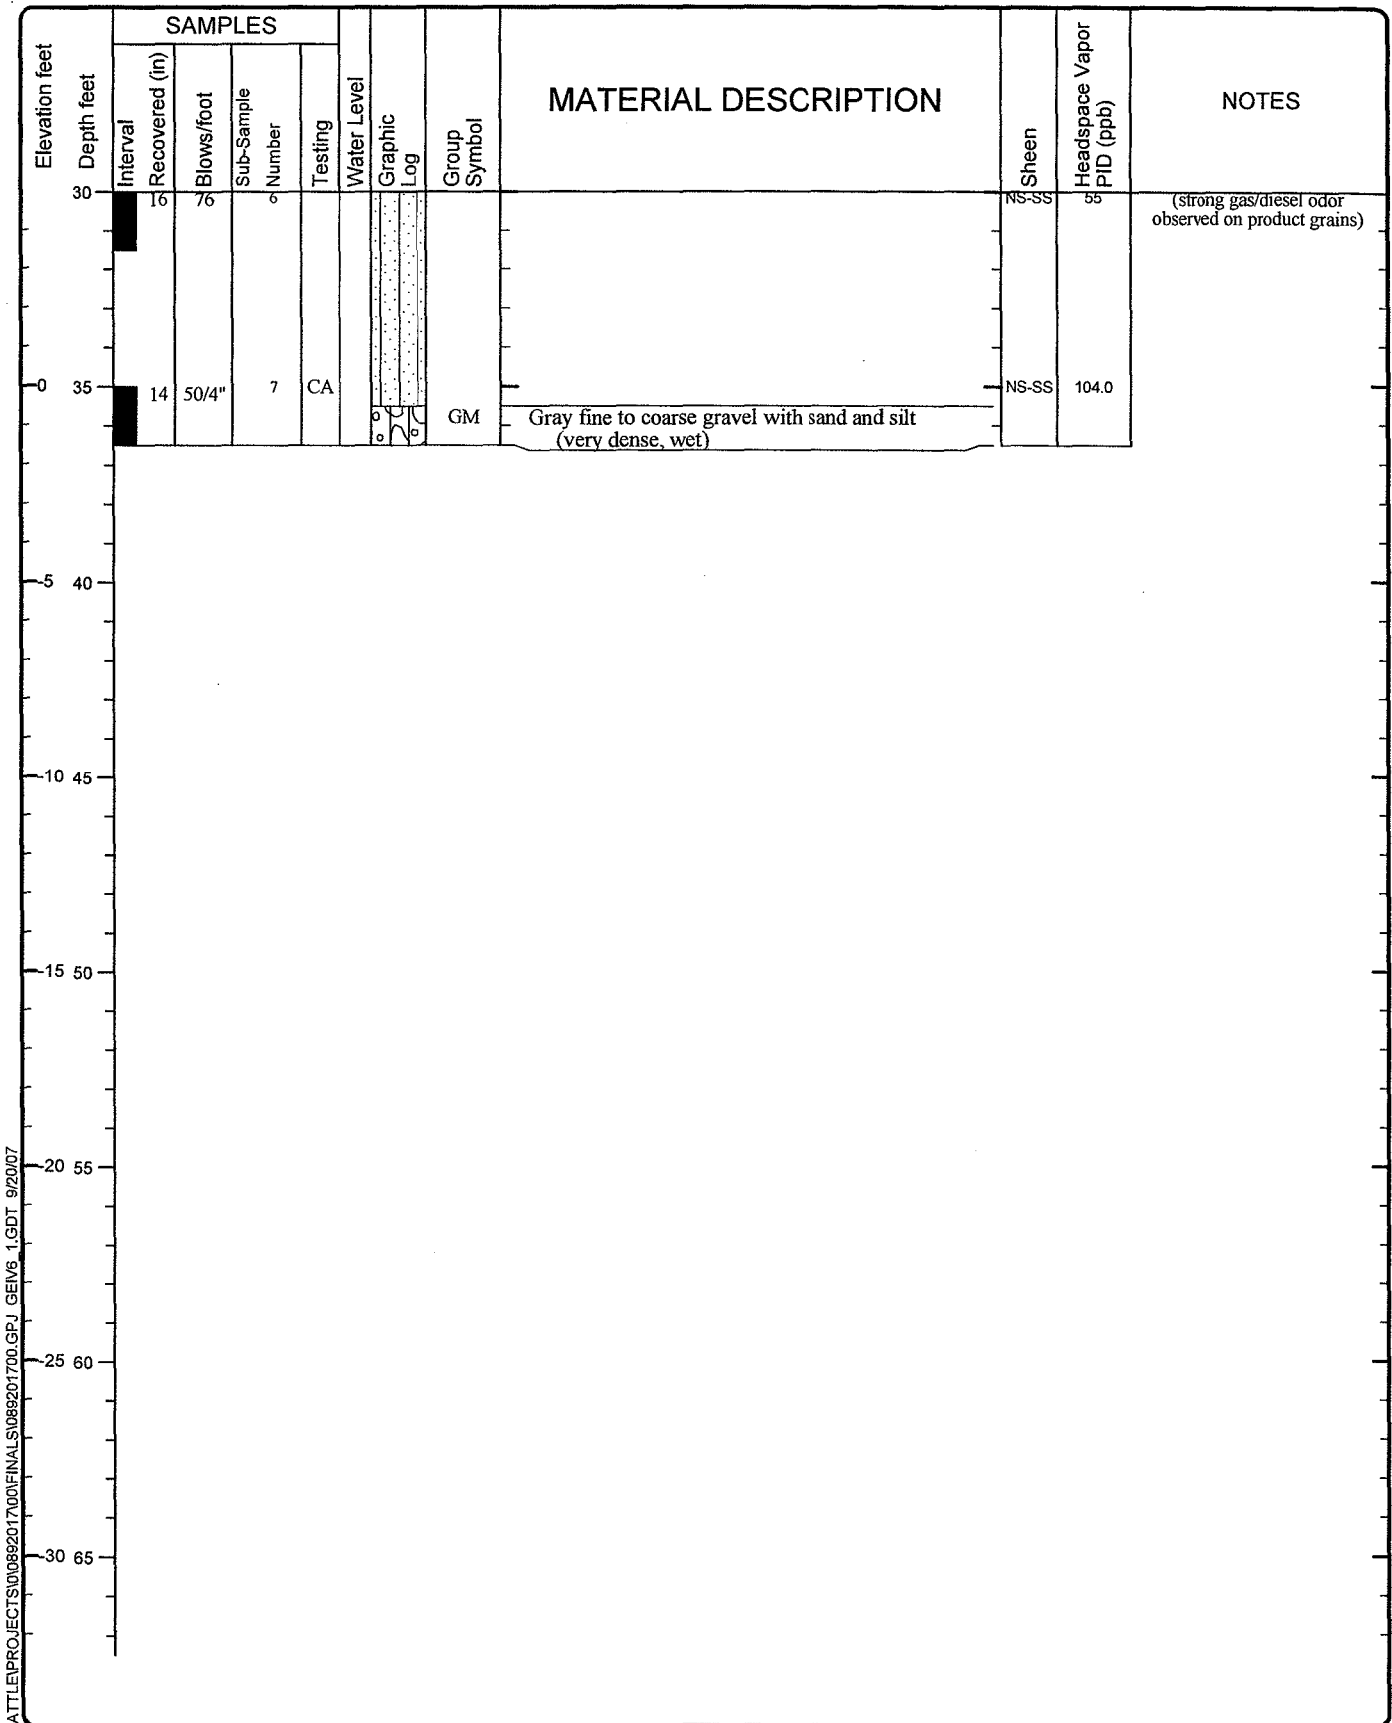 SAMPLES
Elevation feet
Depth feet
Interval
Recovered (in)
Blows/foot
Sub-Sample
Number
Testing
Water Level
Graphic
Log
Group
Symbol
MATERIAL DESCRIPTION
Sheen
Headspace Vapor
PID (ppb)
NOTES
30 16 76 6 NS-SS 55 (strong gas/diesel odor
observed on product grains)
0 35 14 50/4" 7 CA NS-SS 104.0
GM Gray fine to coarse gravel with sand and silt
(very dense, wet)
-5 40
-10 45
-15 50
-20 55
-25 60
-30 65
ATTLE\PROJECTS\0\0892017\00\FINALS\089201700.GPJ GEIV6_1.GDT 9/20/07